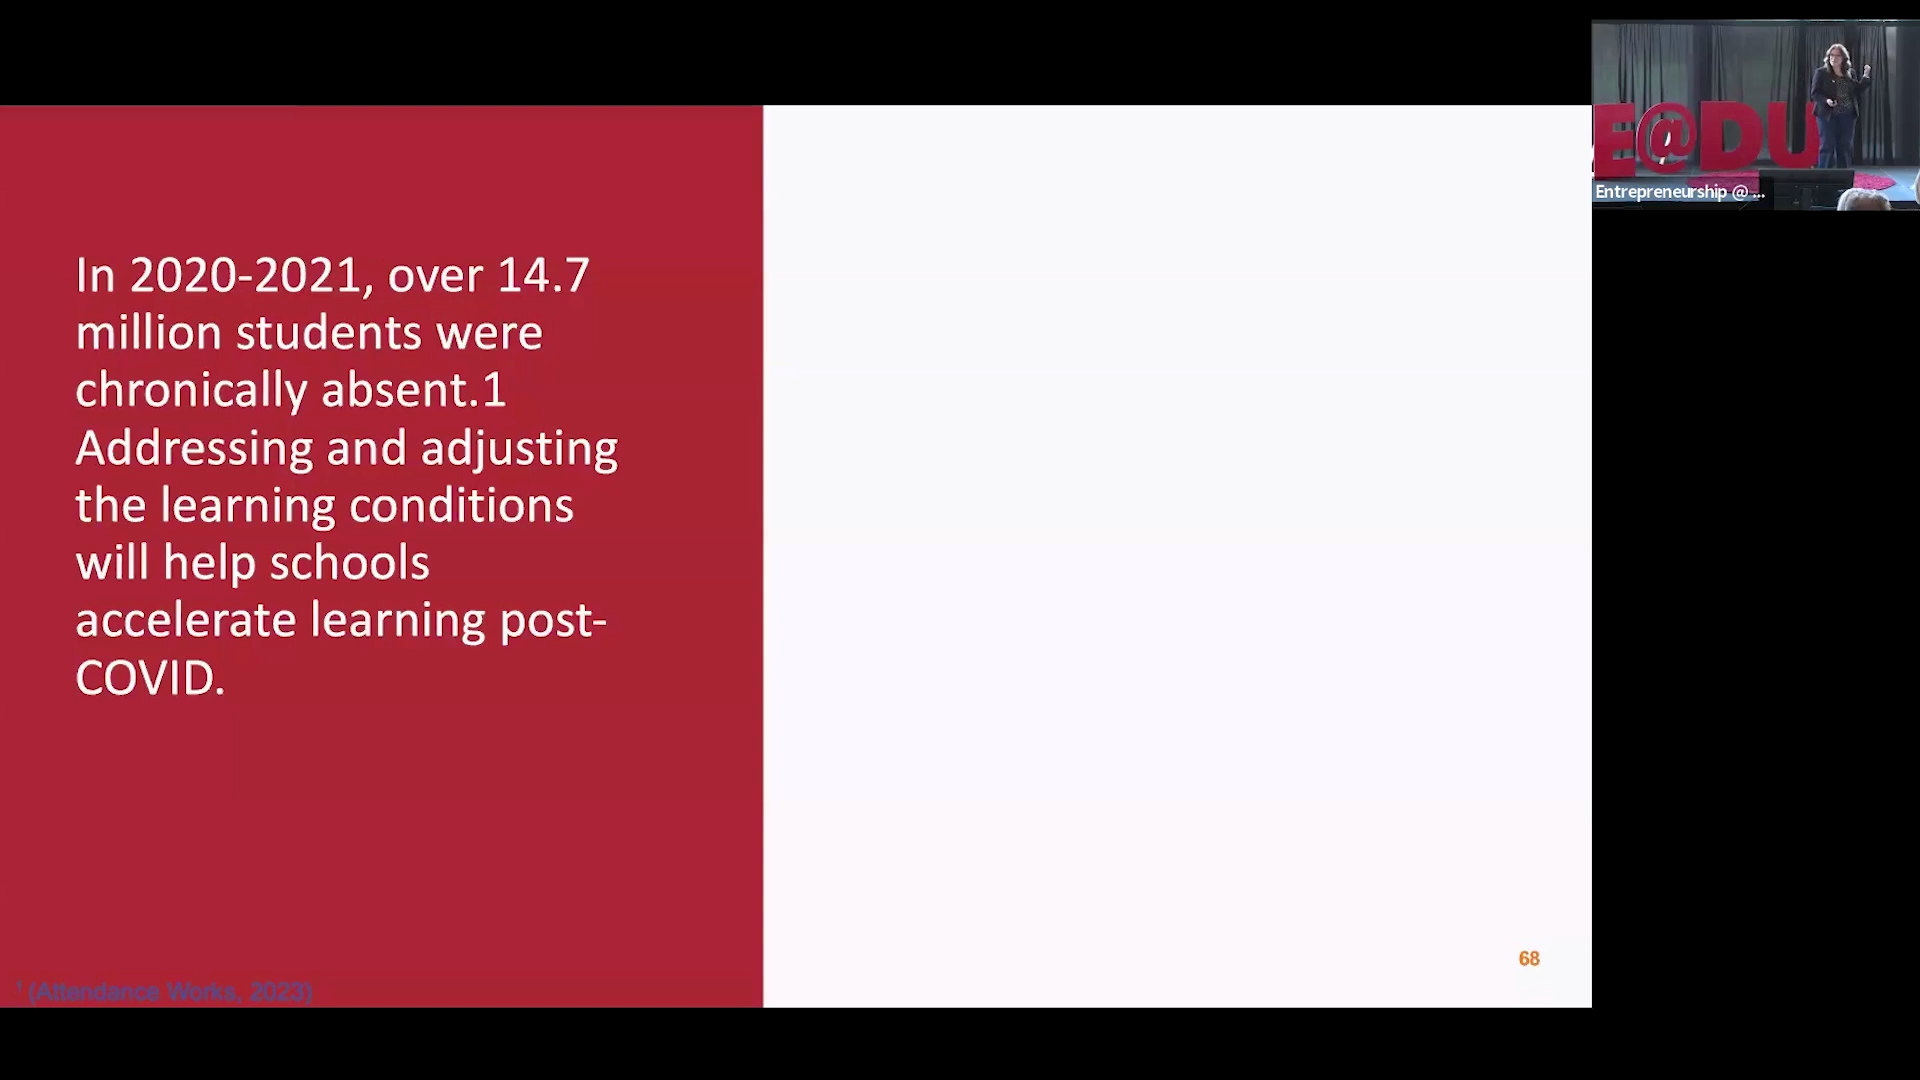 In 2020-2021, over 14.7
million students were
chronically absent.1
Addressing and adjusting
the learning conditions
will help schools
accelerate learning post-
COVID.
¹ (Attendance Works, 2023)
68
E@DU
Entrepreneurship @ ...